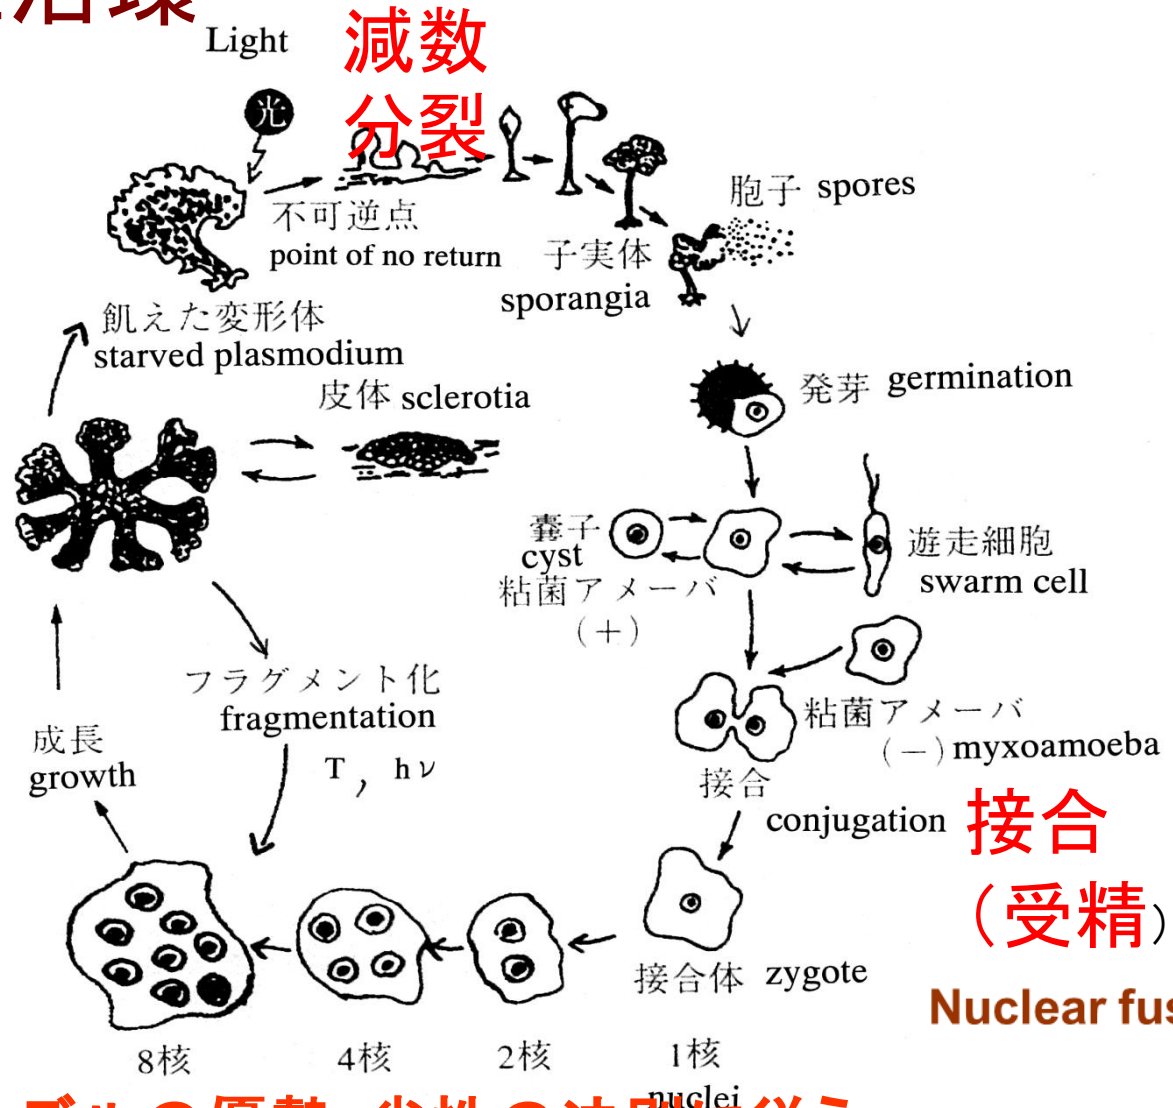 活環
Light
減数
光
分裂
胞子 spores
不可逆点
point of no return
子実体
sporangia
飢えた変形体
starved plasmodium
皮体 sclerotia
発芽 germination
嚢子
cyst
遊走細胞
swarm cell
粘菌アメーバ
(+)
フラグメント化
fragmentation
粘菌アメーバ
(−) myxoamoeba
成長
growth
T , hν
接合
conjugation
接合
（受精）
接合体 zygote
Nuclear
8核
4核
2核
1核
nuclei